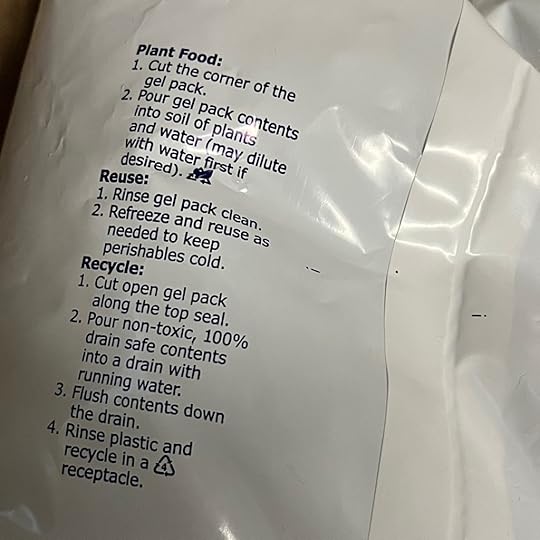 Plant Food:
1. Cut the corner of the
gel pack.
2. Pour gel pack contents
into soil of plants
and water (may dilute
with water first if
desired).
Reuse:
1. Rinse gel pack clean.
2. Refreeze and reuse as
needed to keep
perishables cold.
Recycle:
1. Cut open gel pack
along the top seal.
2. Pour non-toxic, 100%
drain safe contents
into a drain with
running water.
3. Flush contents down
the drain.
4. Rinse plastic and
recycle in a 4
receptacle.